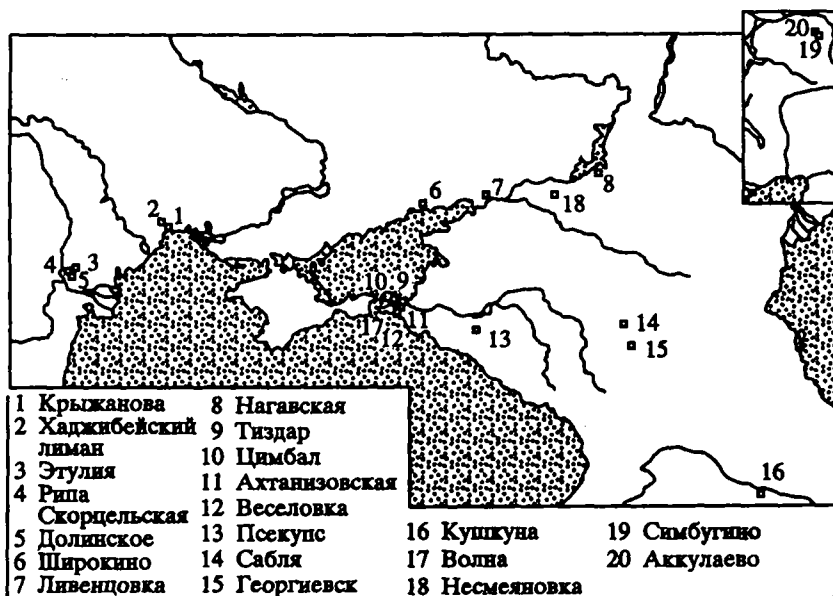 20
19
8
7
6
18
2
1
3
4
5
10
9
11
17
12
13
14
15
16
1 Крыжанова
2 Хаджибейский
лиман
3 Этулия
4 Рипа
Скорцельская
5 Долинское
6 Широкино
7 Ливенцовка
8 Нагавская
9 Тиздар
10 Цимбал
11 Ахтанизовская
12 Веселовка
13 Псекупс
14 Сабля
15 Георгиевск
16 Кушкуна
17 Волна
18 Несмеяновка
19 Симбугино
20 Аккулаево